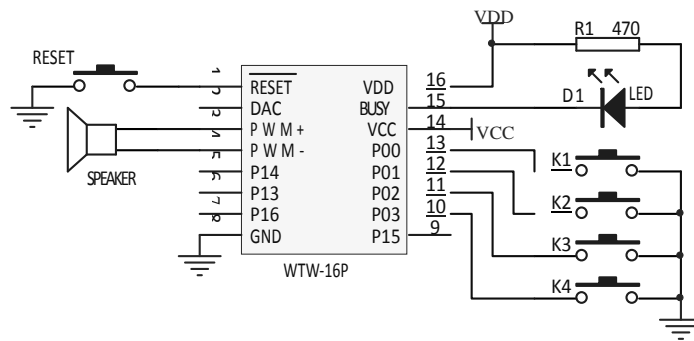 VDD
R1 470
RESET
1
RESET
VDD
16
D1
LED
2
DAC
BUSY
15
3
PWM+
VCC
14
VCC
4
PWM-
P00
13
K1
5
P14
P01
12
SPEAKER
6
P13
P02
11
K2
7
P16
P03
10
8
GND
P15
9
K3
WTW-16P
K4